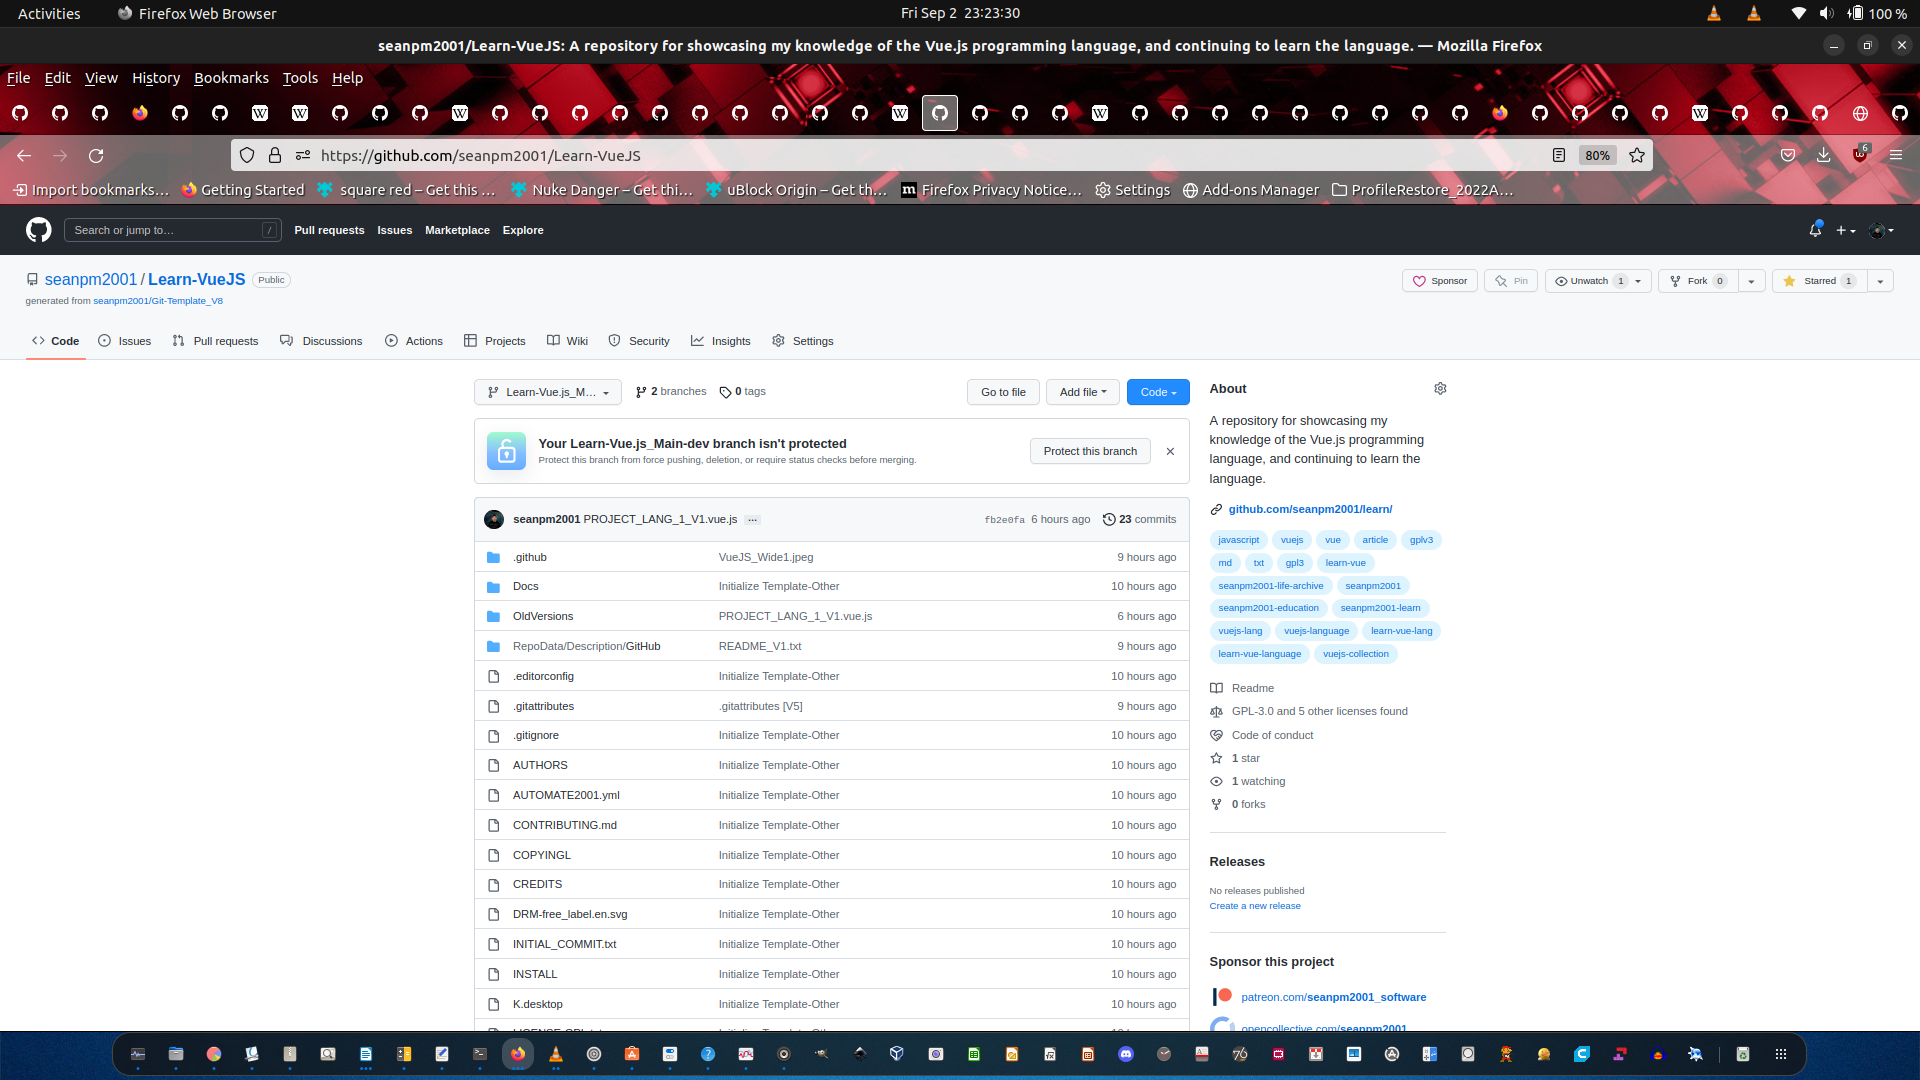 Activities
Firefox Web Browser
Fri Sep 2  23:23:30
100 %
seanpm2001/Learn-VueJS: A repository for showcasing my knowledge of the Vue.js programming language, and continuing to learn the language. — Mozilla Firefox
File Edit View History Bookmarks Tools Help
https://github.com/seanpm2001/Learn-VueJS
80%
6
Import bookmarks…
Getting Started
square red – Get this …
Nuke Danger – Get thi…
uBlock Origin – Get th…
Firefox Privacy Notice…
Settings
Add-ons Manager
ProfileRestore_2022A…
Search or jump to…
/
Pull requests
Issues
Marketplace
Explore
seanpm2001 / Learn-VueJS
Public
Sponsor
Pin
Unwatch 1
Fork 0
Starred 1
generated from seanpm2001/Git-Template_V8
Code
Issues
Pull requests
Discussions
Actions
Projects
Wiki
Security
Insights
Settings
Learn-Vue.js_M…
2 branches
0 tags
Go to file
Add file
Code
Your Learn-Vue.js_Main-dev branch isn't protected
Protect this branch from force pushing, deletion, or require status checks before merging.
Protect this branch
seanpm2001 PROJECT_LANG_1_V1.vue.js …
fb2e0fa 6 hours ago
23 commits
.github VueJS_Wide1.jpeg 9 hours ago
Docs Initialize Template-Other 10 hours ago
OldVersions PROJECT_LANG_1_V1.vue.js 6 hours ago
RepoData/Description/GitHub README_V1.txt 9 hours ago
.editorconfig Initialize Template-Other 10 hours ago
.gitattributes .gitattributes [V5] 9 hours ago
.gitignore Initialize Template-Other 10 hours ago
AUTHORS Initialize Template-Other 10 hours ago
AUTOMATE2001.yml Initialize Template-Other 10 hours ago
CONTRIBUTING.md Initialize Template-Other 10 hours ago
COPYINGL Initialize Template-Other 10 hours ago
CREDITS Initialize Template-Other 10 hours ago
DRM-free_label.en.svg Initialize Template-Other 10 hours ago
INITIAL_COMMIT.txt Initialize Template-Other 10 hours ago
INSTALL Initialize Template-Other 10 hours ago
K.desktop Initialize Template-Other 10 hours ago
About
A repository for showcasing my
knowledge of the Vue.js programming
language, and continuing to learn the
language.
github.com/seanpm2001/learn/
javascript vuejs vue article gplv3
md txt gpl3 learn-vue
seanpm2001-life-archive seanpm2001
seanpm2001-education seanpm2001-learn
vuejs-lang vuejs-language learn-vue-lang
learn-vue-language vuejs-collection
Readme
GPL-3.0 and 5 other licenses found
Code of conduct
1 star
1 watching
0 forks
Releases
No releases published
Create a new release
Sponsor this project
patreon.com/seanpm2001_software
opencollective.com/seanpm2001